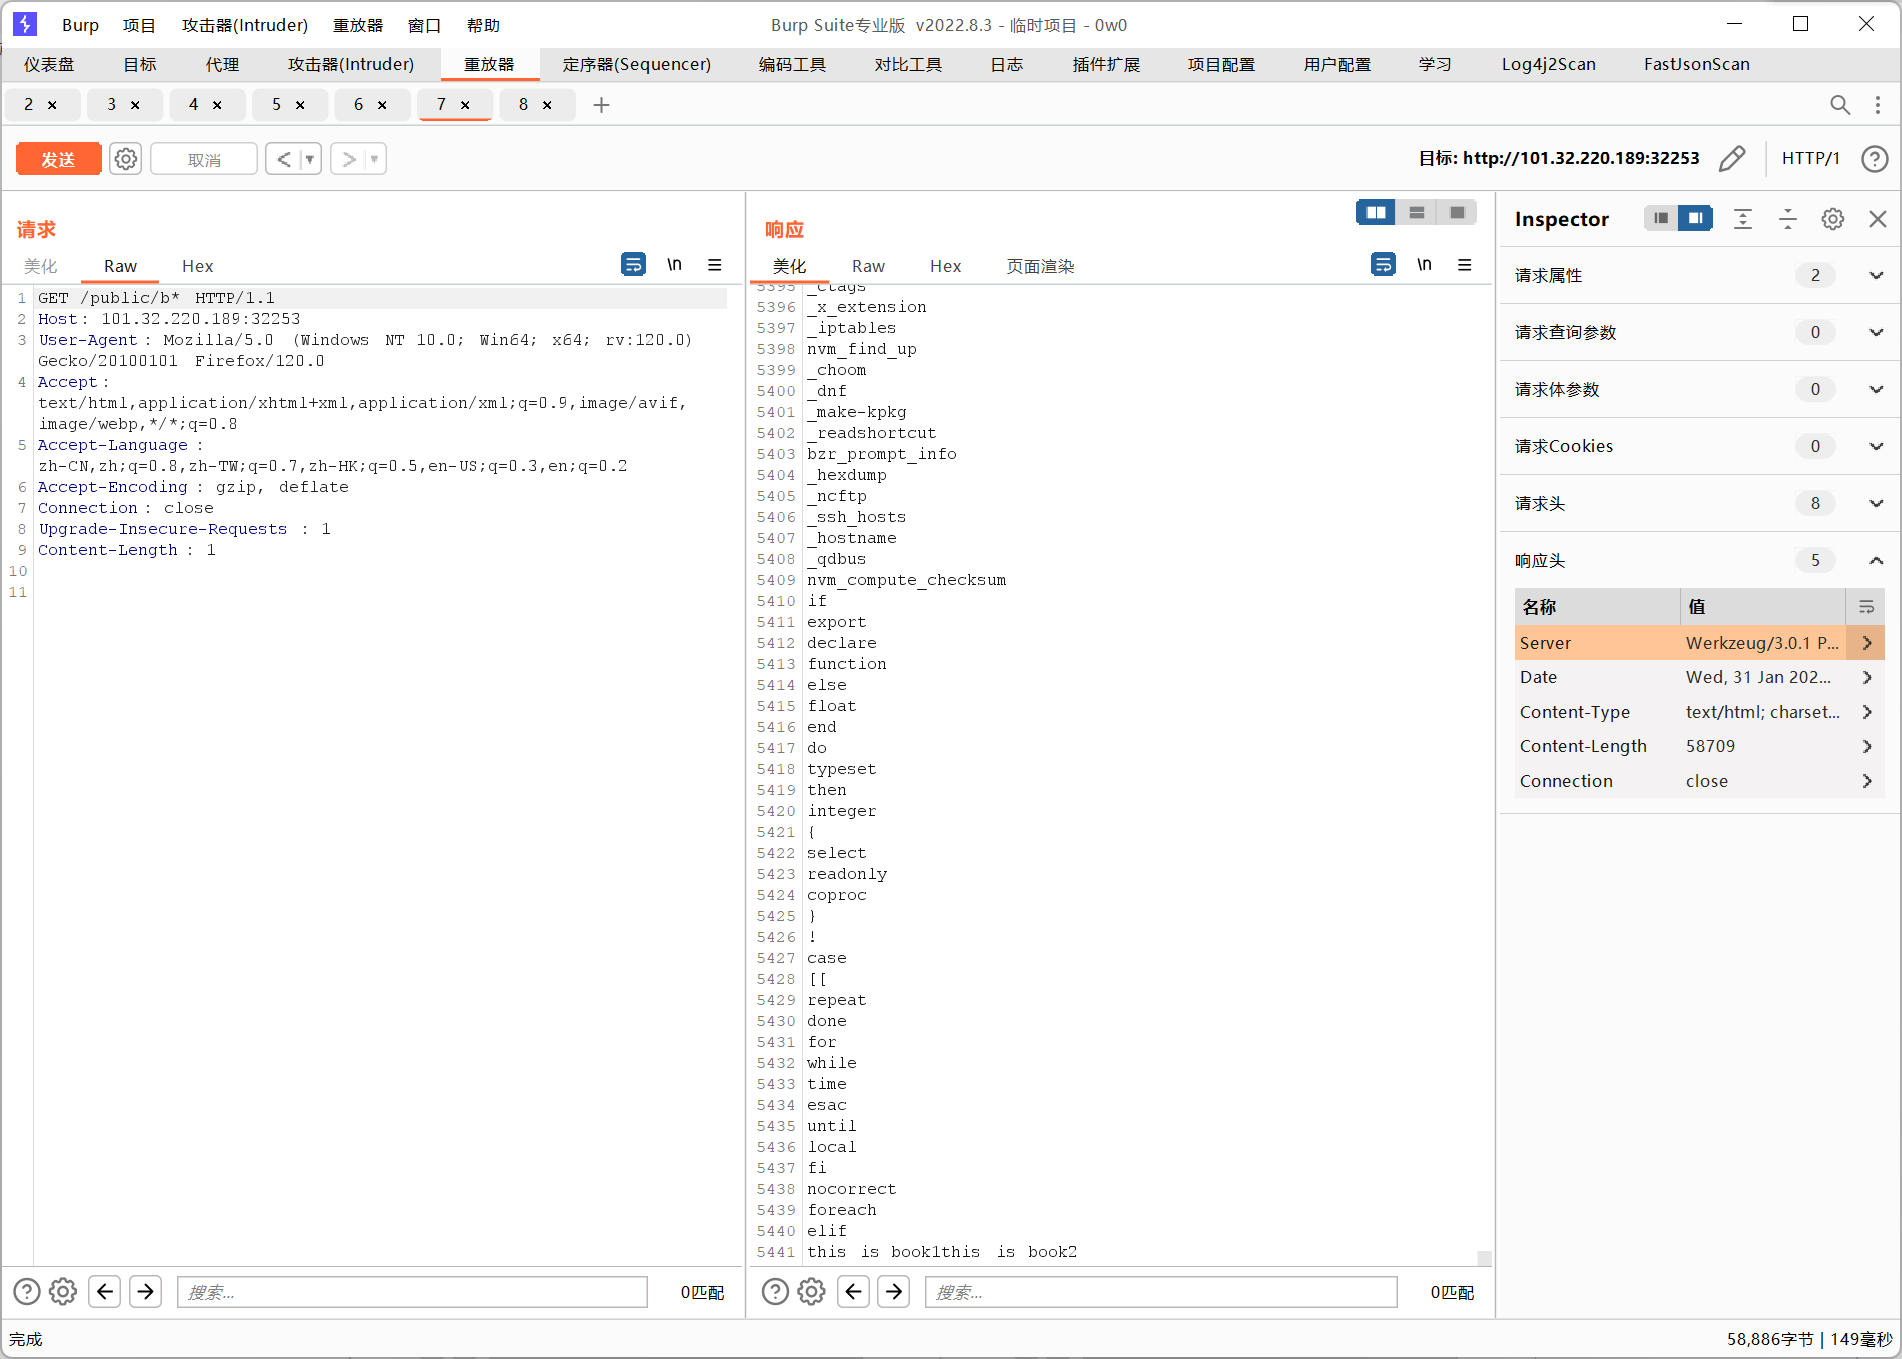 Burp 项目 攻击器(Intruder) 重放器 窗口 帮助 Burp Suite专业版 v2022.8.3 - 临时项目 - 0w0
仪表盘 目标 代理 攻击器(Intruder) 重放器 定序器(Sequencer) 编码工具 对比工具 日志 插件扩展 项目配置 用户配置 学习 Log4j2Scan FastJsonScan
2 × 3 × 4 × 5 × 6 × 7 × 8 × +
发送 取消 < > 目标: http://101.32.220.189:32253 HTTP/1
请求
美化 Raw Hex \n
1 GET /public/b* HTTP/1.1
2 Host: 101.32.220.189:32253
3 User-Agent: Mozilla/5.0 (Windows NT 10.0; Win64; x64; rv:120.0)
Gecko/20100101 Firefox/120.0
4 Accept:
text/html,application/xhtml+xml,application/xml;q=0.9,image/avif,
image/webp,*/*;q=0.8
5 Accept-Language:
zh-CN,zh;q=0.8,zh-TW;q=0.7,zh-HK;q=0.5,en-US;q=0.3,en;q=0.2
6 Accept-Encoding: gzip, deflate
7 Connection: close
8 Upgrade-Insecure-Requests: 1
9 Content-Length: 1
10
11
搜索... 0匹配
响应
美化 Raw Hex 页面渲染 \n
5395 _ctags
5396 _x_extension
5397 _iptables
5398 nvm_find_up
5399 _choom
5400 _dnf
5401 _make-kpkg
5402 _readshortcut
5403 bzr_prompt_info
5404 _hexdump
5405 _ncftp
5406 _ssh_hosts
5407 _hostname
5408 _qdbus
5409 nvm_compute_checksum
5410 if
5411 export
5412 declare
5413 function
5414 else
5415 float
5416 end
5417 do
5418 typeset
5419 then
5420 integer
5421 {
5422 select
5423 readonly
5424 coproc
5425 }
5426 !
5427 case
5428 [[
5429 repeat
5430 done
5431 for
5432 while
5433 time
5434 esac
5435 until
5436 local
5437 fi
5438 nocorrect
5439 foreach
5440 elif
5441 this is book1this is book2
搜索... 0匹配
Inspector
请求属性 2
请求查询参数 0
请求体参数 0
请求Cookies 0
请求头 8
响应头 5
名称 值
Server Werkzeug/3.0.1 P...
Date Wed, 31 Jan 202...
Content-Type text/html; charset...
Content-Length 58709
Connection close
完成 58,886字节 | 149毫秒